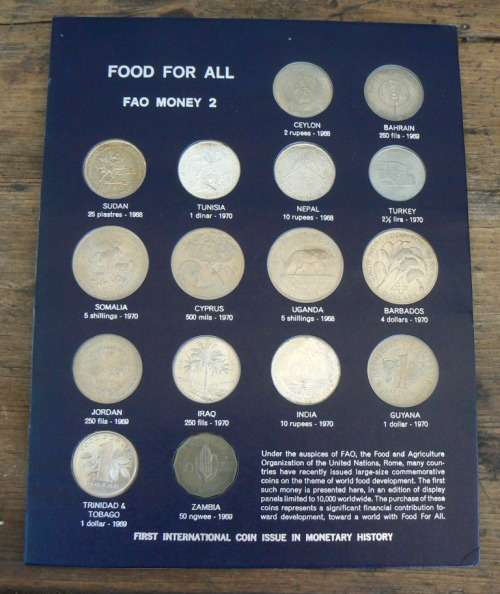 FOOD FOR ALL
FAO MONEY 2
CEYLON
2 rupees - 1968
BAHRAIN
250 fils - 1969
SUDAN
25 piastres - 1968
TUNISIA
1 dinar - 1970
NEPAL
10 rupees - 1968
TURKEY
2½ lira - 1970
SOMALIA
5 shillings - 1970
CYPRUS
500 mils - 1970
UGANDA
5 shillings - 1968
BARBADOS
4 dollars - 1970
JORDAN
250 fils - 1969
IRAQ
250 fils - 1970
INDIA
10 rupees - 1970
GUYANA
1 dollar - 1970
TRINIDAD &
TOBAGO
1 dollar - 1969
ZAMBIA
50 ngwee - 1969
Under the auspices of FAO, the Food and Agriculture
Organization of the United Nations, Rome, many coun-
tries have recently issued large-size commemorative
coins on the theme of world food development. The first
such money is presented here, in an edition of display
panels limited to 10,000 worldwide. The purchase of these
coins represents a significant financial contribution to-
ward development, toward a world with Food For All.
FIRST INTERNATIONAL COIN ISSUE IN MONETARY HISTORY